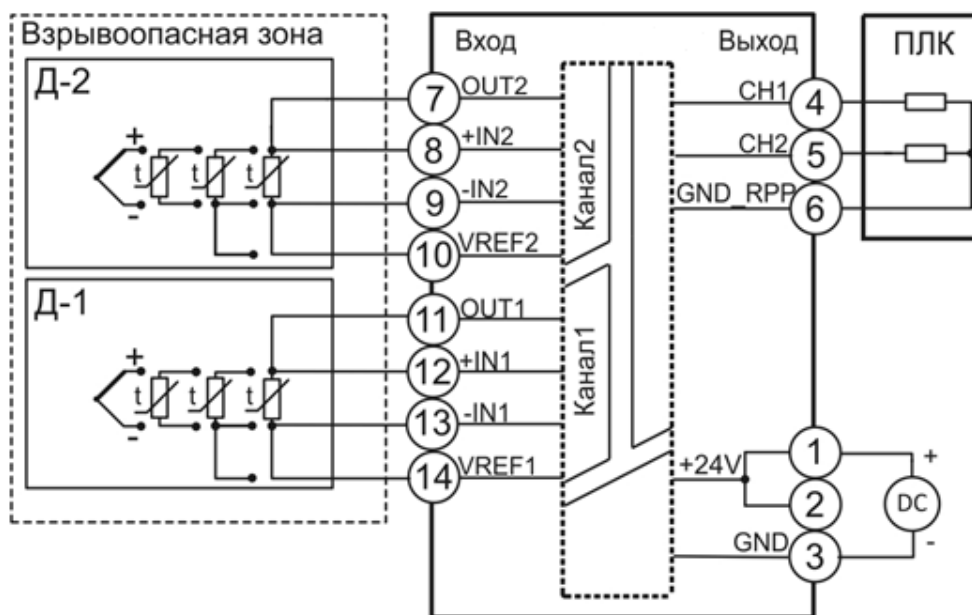 Взрывоопасная зона
Вход
Выход
ПЛК
Д-2
+
t
t
t
-
7
OUT2
8
+IN2
9
-IN2
10
VREF2
Канал2
CH1
4
CH2
5
GND_RPP
6
Д-1
+
t
t
t
-
11
OUT1
12
+IN1
13
-IN1
14
VREF1
Канал1
+24V
1
2
GND
3
+
DC
-